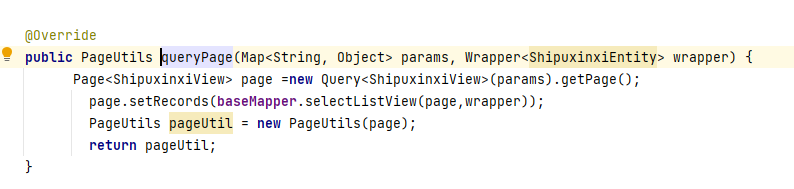 @Override
public PageUtils queryPage(Map<String, Object> params, Wrapper<ShipuxinxiEntity> wrapper) {
Page<ShipuxinxiView> page =new Query<ShipuxinxiView>(params).getPage();
page.setRecords(baseMapper.selectListView(page,wrapper));
PageUtils pageUtil = new PageUtils(page);
return pageUtil;
}